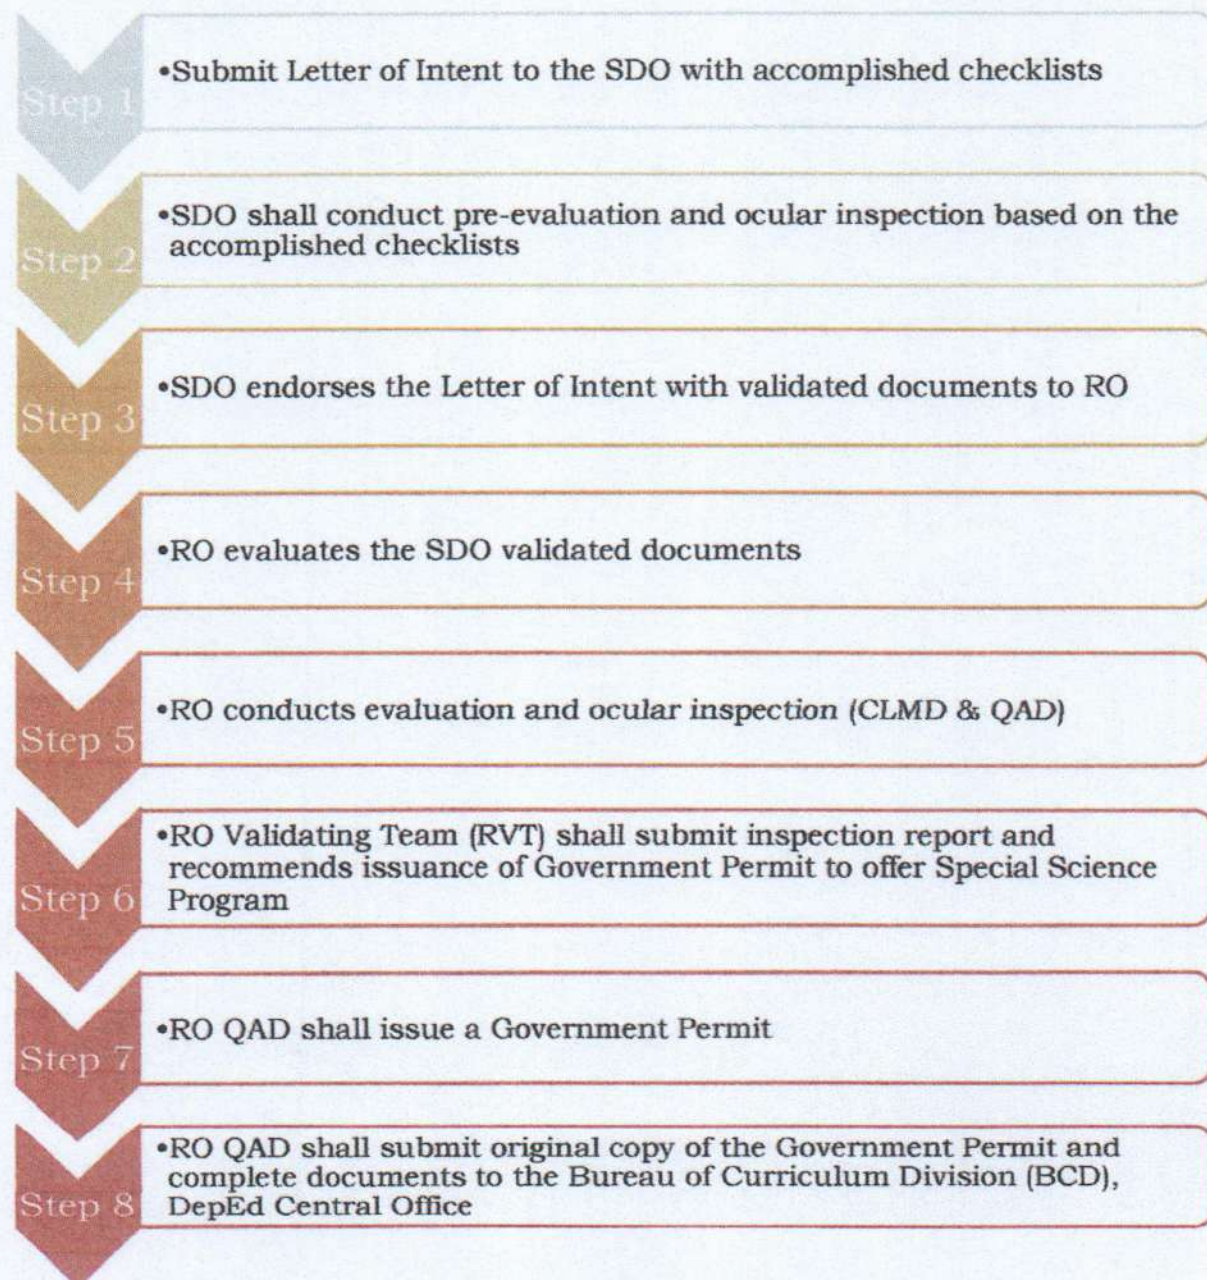 Step 1
•Submit Letter of Intent to the SDO with accomplished checklists
Step 2
•SDO shall conduct pre-evaluation and ocular inspection based on the
accomplished checklists
Step 3
•SDO endorses the Letter of Intent with validated documents to RO
Step 4
•RO evaluates the SDO validated documents
Step 5
•RO conducts evaluation and ocular inspection (CLMD & QAD)
Step 6
•RO Validating Team (RVT) shall submit inspection report and
recommends issuance of Government Permit to offer Special Science
Program
Step 7
•RO QAD shall issue a Government Permit
Step 8
•RO QAD shall submit original copy of the Government Permit and
complete documents to the Bureau of Curriculum Division (BCD),
DepEd Central Office